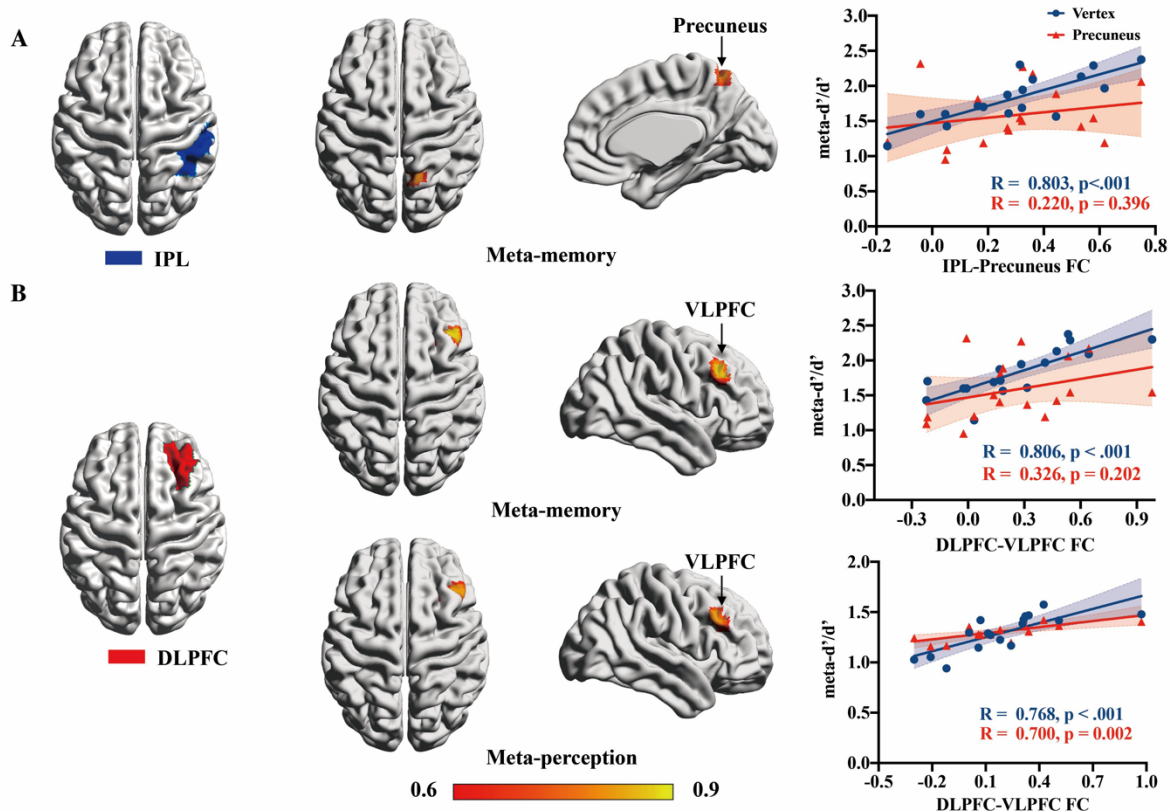 A
Precuneus
IPL
Meta-memory
Vertex
Precuneus
meta-d'/d'
3.0
2.5
2.0
1.5
1.0
0.5
0.0
R = 0.803, p<.001
R = 0.220, p = 0.396
-0.2 0.0 0.2 0.4 0.6 0.8
IPL-Precuneus FC
B
VLPFC
Meta-memory
meta-d'/d'
3.0
2.5
2.0
1.5
1.0
0.5
0.0
R = 0.806, p < .001
R = 0.326, p = 0.202
-0.3 0.0 0.3 0.6 0.9
DLPFC-VLPFC FC
DLPFC
VLPFC
Meta-perception
0.6 0.9
meta-d'/d'
2.0
1.5
1.0
0.5
0.0
R = 0.768, p < .001
R = 0.700, p = 0.002
-0.5 -0.2 0.1 0.4 0.7 1.0
DLPFC-VLPFC FC